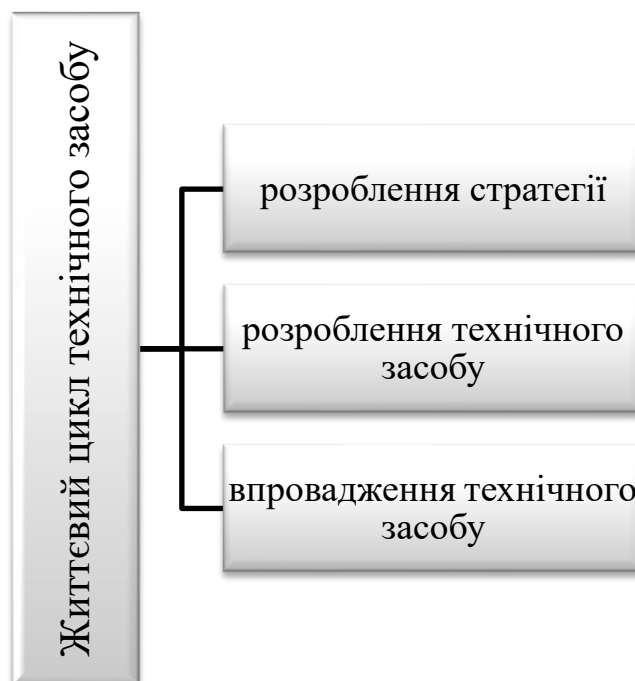 Життєвий цикл технічного засобу
розроблення стратегії
розроблення технічного
засобу
впровадження технічного
засобу